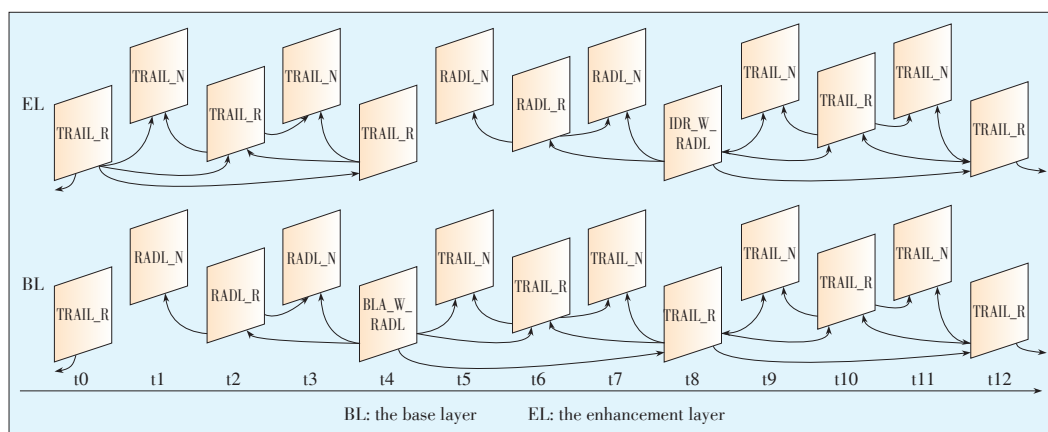 TRAIL_N
TRAIL_N
RADL_N
RADL_N
TRAIL_N
TRAIL_N
EL
TRAIL_R
TRAIL_R
TRAIL_R
RADL_R
IDR_W_
RADL
TRAIL_R
TRAIL_R
RADL_N
RADL_N
TRAIL_N
TRAIL_N
TRAIL_N
TRAIL_N
BL
TRAIL_R
RADL_R
BLA_W_
RADL
TRAIL_R
TRAIL_R
TRAIL_R
TRAIL_R
t0 t1 t2 t3 t4 t5 t6 t7 t8 t9 t10 t11 t12
BL: the base layer EL: the enhancement layer